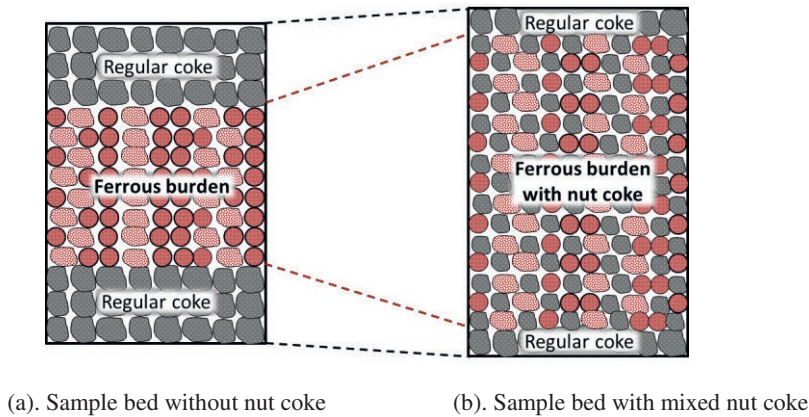 Regular coke
Ferrous burden
Regular coke
Regular coke
Ferrous burden
with nut coke
Regular coke
(a). Sample bed without nut coke
(b). Sample bed with mixed nut coke